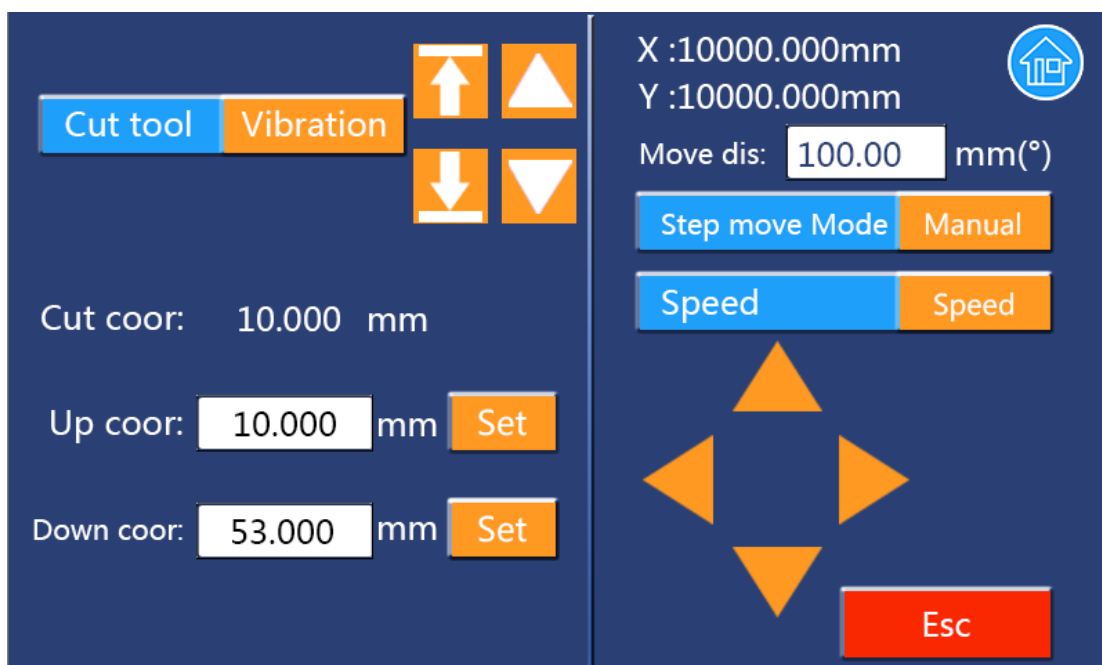 Cut tool Vibration
Cut coor: 10.000 mm
Up coor: 10.000 mm Set
Down coor: 53.000 mm Set
X :10000.000mm
Y :10000.000mm
Move dis: 100.00 mm(°)
Step move Mode Manual
Speed Speed
Esc